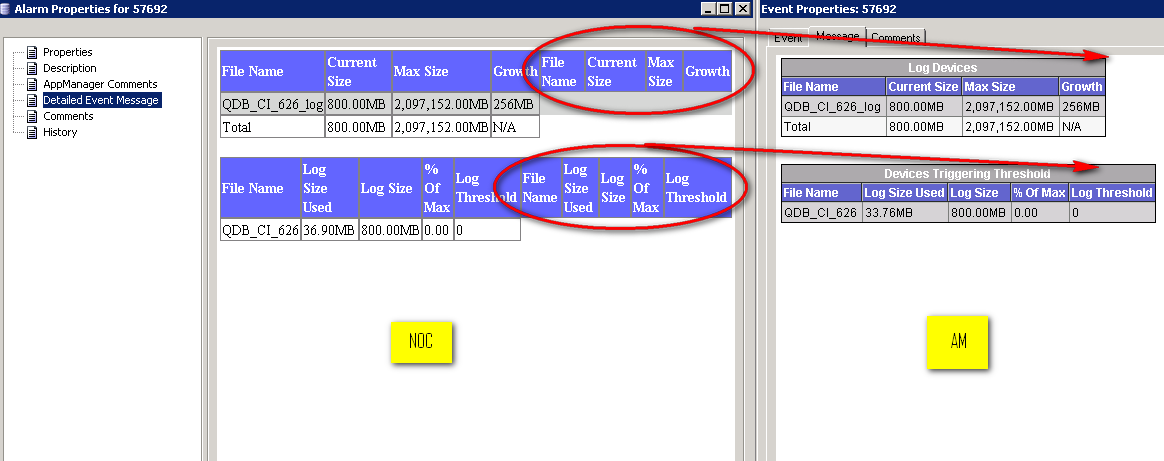 Alarm Properties for 57692
Properties
Description
AppManager Comments
Detailed Event Message
Comments
History
File Name Current Size Max Size Growth File Name Current Size Max Size Growth
QDB_CI_626_log 800.00MB 2,097,152.00MB 256MB
Total 800.00MB 2,097,152.00MB N/A
File Name Log Size Used Log Size % Of Max Log Threshold File Name Log Size Used Log Size % Of Max Log Threshold
QDB_CI_626 36.90MB 800.00MB 0.00 0
NOC
Event Properties: 57692
Event Message Comments
Log Devices
File Name Current Size Max Size Growth
QDB_CI_626_log 800.00MB 2,097,152.00MB 256MB
Total 800.00MB 2,097,152.00MB N/A
Devices Triggering Threshold
File Name Log Size Used Log Size % Of Max Log Threshold
QDB_CI_626 33.76MB 800.00MB 0.00 0
AM